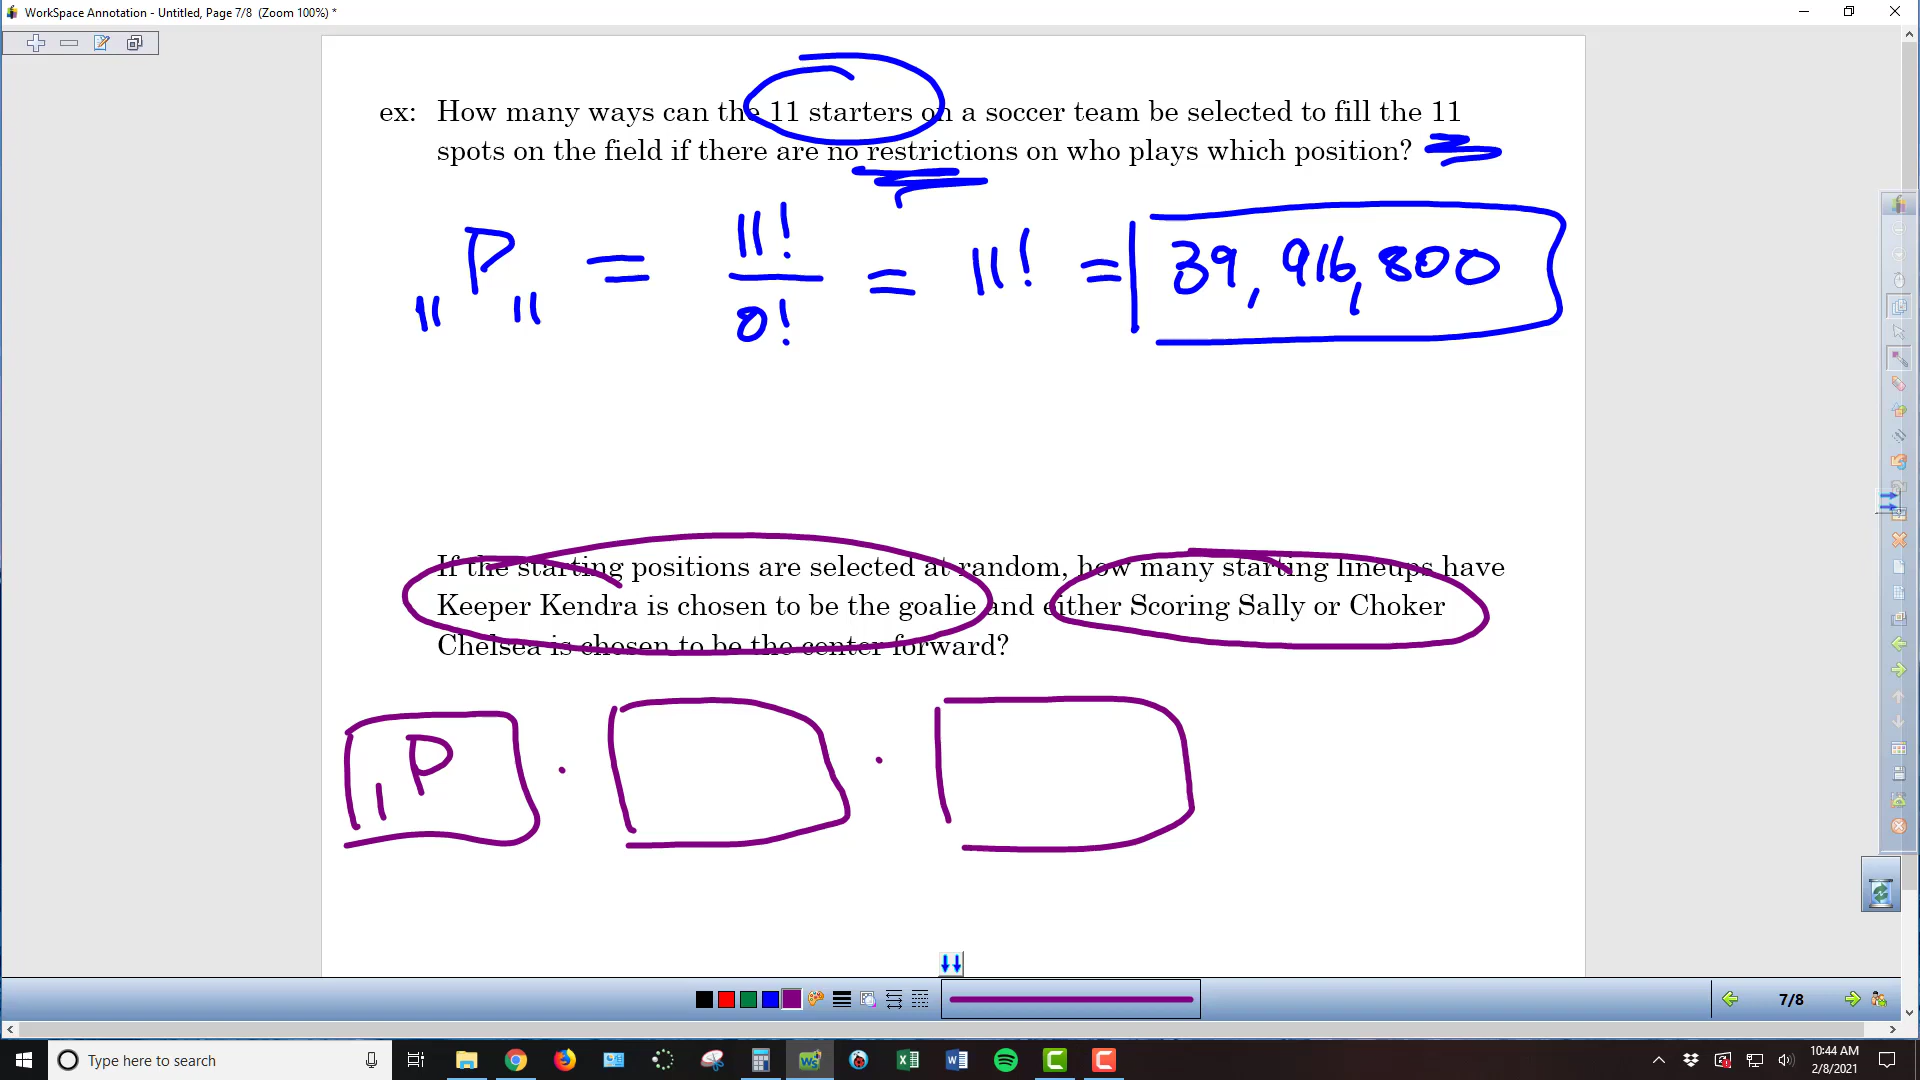 WorkSpace Annotation - Untitled, Page 7/8 (Zoom 100%) *
ex: How many ways can the 11 starters on a soccer team be selected to fill the 11
spots on the field if there are no restrictions on who plays which position?
11P11 = 11!/0! = 11! = 39,916,800
If the starting positions are selected at random, how many starting lineups have
Keeper Kendra is chosen to be the goalie and either Scoring Sally or Choker
Chelsea is chosen to be the center forward?
1P · ·
7/8
Type here to search
10:44 AM
2/8/2021